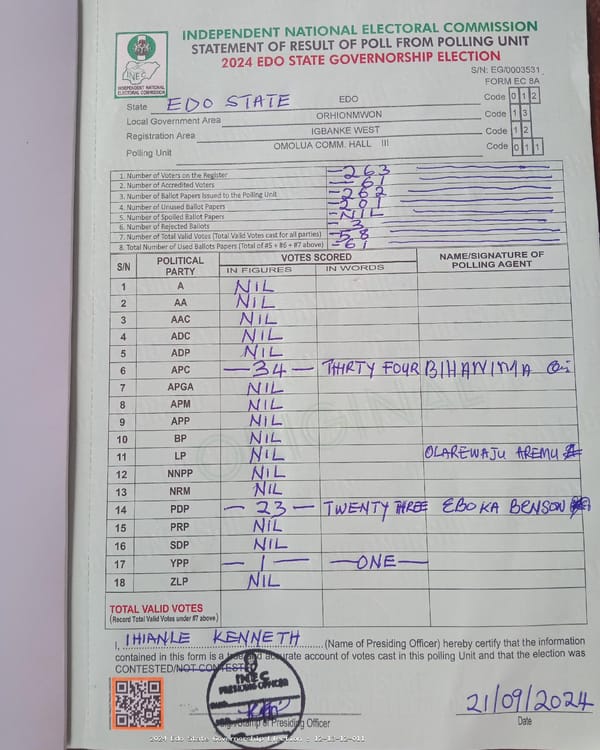 INDEPENDENT NATIONAL ELECTORAL COMMISSION
STATEMENT OF RESULT OF POLL FROM POLLING UNIT
2024 EDO STATE GOVERNORSHIP ELECTION
INEC
INDEPENDENT NATIONAL
ELECTORAL COMMISSION
S/N: EG/0003531
FORM EC 8A
State EDO STATE EDO Code 0 1 2
Local Government Area ORHIONMWON Code 1 3
Registration Area IGBANKE WEST Code 1 2
Polling Unit OMOLUA COMM. HALL III Code 0 1 1
1. Number of Voters on the Register -263
2. Number of Accredited Voters -61
3. Number of Ballot Papers Issued to the Polling Unit -262
4. Number of Unused Ballot Papers -201
5. Number of Spoiled Ballot Papers -NIL
6. Number of Rejected Ballots -3
7. Number of Total Valid Votes (Total Valid Votes cast for all parties) -58
8. Total Number of Used Ballots Papers (Total of #5 + #6 + #7 above) -61
S/N POLITICAL PARTY VOTES SCORED NAME/SIGNATURE OF POLLING AGENT
IN FIGURES IN WORDS
1 A NIL
2 AA NIL
3 AAC NIL
4 ADC NIL
5 ADP NIL
6 APC -34- THIRTY FOUR
7 APGA NIL
8 APM NIL
9 APP NIL
10 BP NIL
11 LP NIL OLAREWAJU AREMU
12 NNPP NIL
13 NRM NIL
14 PDP -23- TWENTY THREE EBOKA BENSON
15 PRP NIL
16 SDP NIL
17 YPP -1- -ONE-
18 ZLP NIL
ORIGINAL
TOTAL VALID VOTES
(Record Total Valid Votes under #7 above)
I, IHIANLE KENNETH (Name of Presiding Officer) hereby certify that the information
contained in this form is a true and accurate account of votes cast in this polling Unit and that the election was
CONTESTED/NOT CONTESTED
INEC
PRESIDING OFFICER
21/09/2024
Stamp of Presiding Officer Date
2024 Edo State Governorship Election : 12-13-12-011